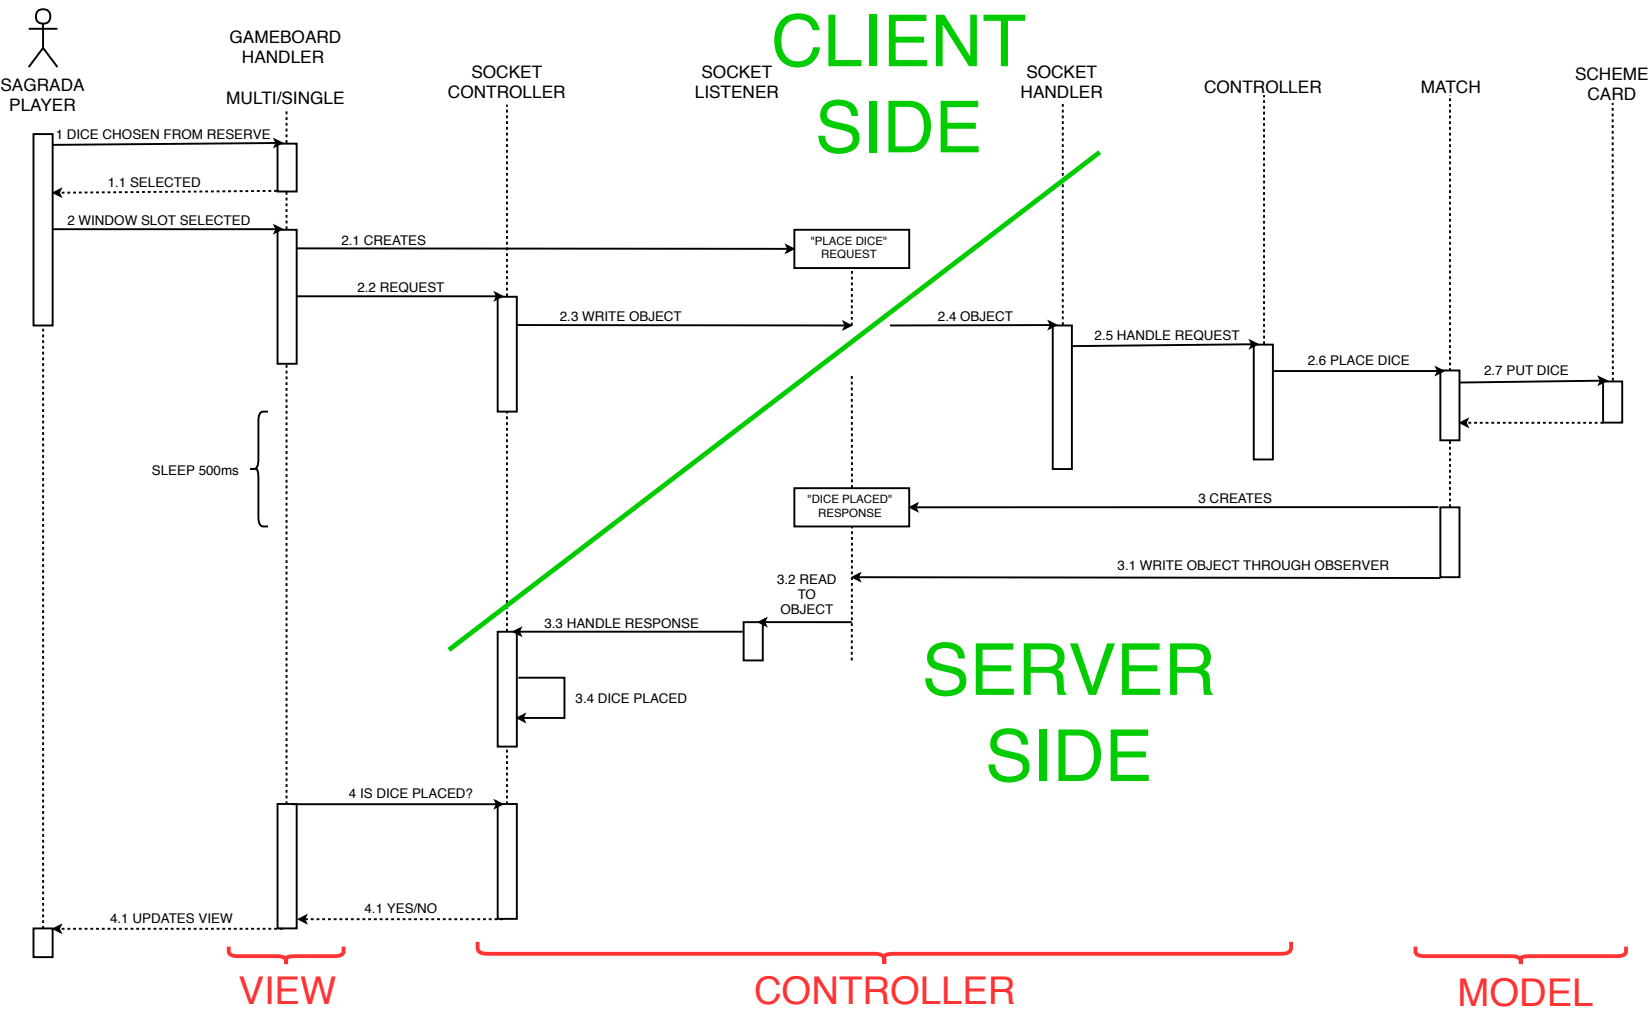 CLIENT
SIDE
GAMEBOARD
HANDLER
MULTI/SINGLE
SAGRADA
PLAYER
SOCKET
CONTROLLER
SOCKET
LISTENER
SOCKET
HANDLER
CONTROLLER
MATCH
SCHEME
CARD
1 DICE CHOSEN FROM RESERVE
1.1 SELECTED
2 WINDOW SLOT SELECTED
2.1 CREATES
"PLACE DICE"
REQUEST
2.2 REQUEST
2.3 WRITE OBJECT
2.4 OBJECT
2.5 HANDLE REQUEST
2.6 PLACE DICE
2.7 PUT DICE
SLEEP 500ms
"DICE PLACED"
RESPONSE
3 CREATES
3.1 WRITE OBJECT THROUGH OBSERVER
3.2 READ
TO
OBJECT
3.3 HANDLE RESPONSE
3.4 DICE PLACED
SERVER
SIDE
4 IS DICE PLACED?
4.1 YES/NO
4.1 UPDATES VIEW
VIEW
CONTROLLER
MODEL